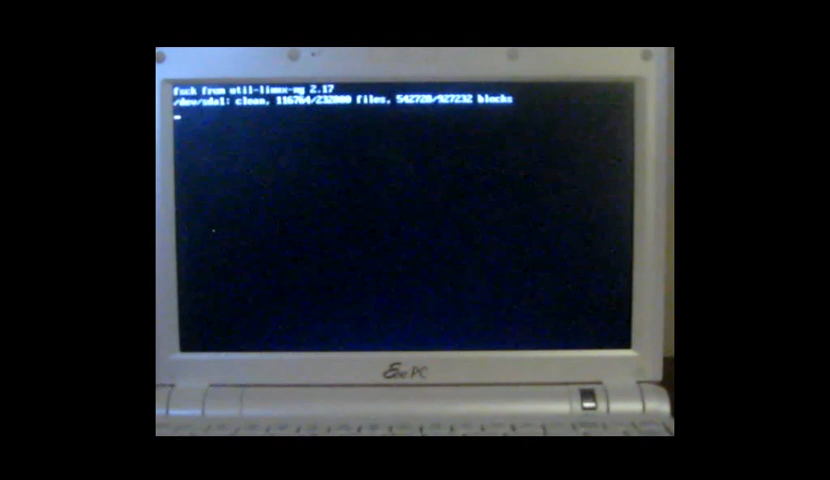 fsck from util-linux-ng 2.17
/dev/sda1: clean, 116764/232000 files, 542728/927232 blocks
Eee PC